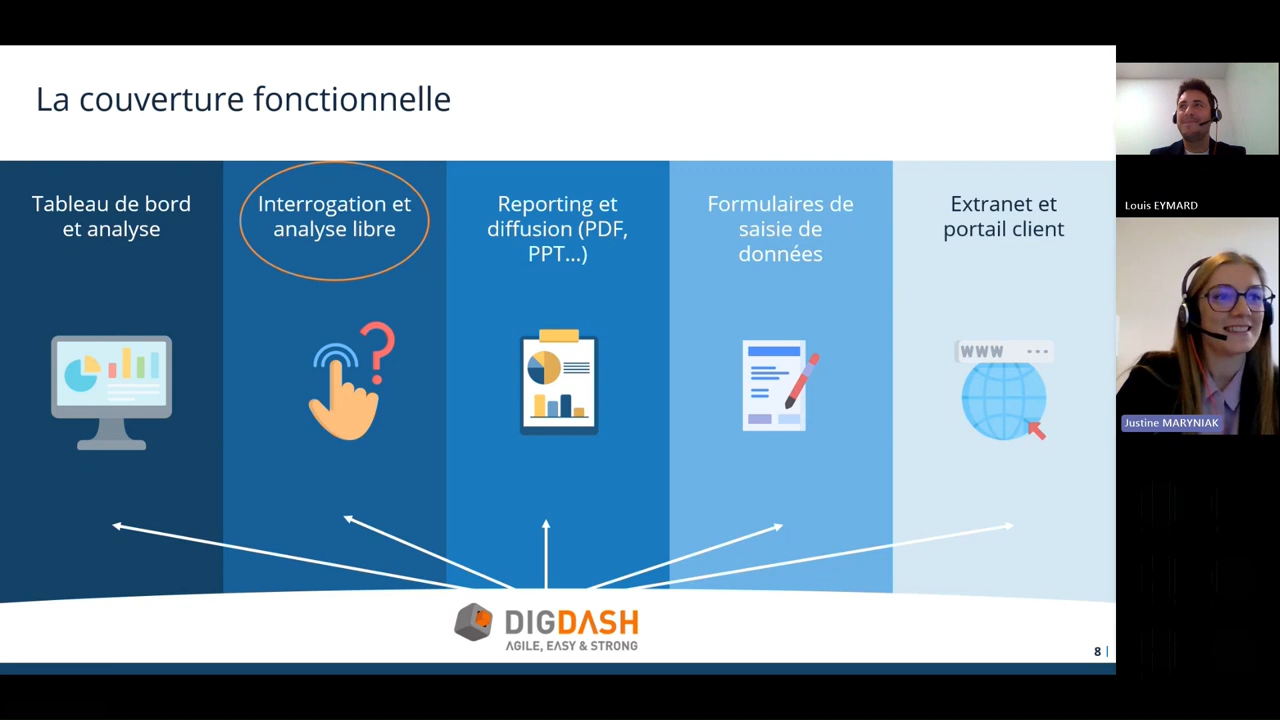 La couverture fonctionnelle
Tableau de bord
et analyse
Interrogation et
analyse libre
Reporting et
diffusion (PDF,
PPT...)
Formulaires de
saisie de
données
Extranet et
portail client
?
WWW
DIGDASH
AGILE, EASY & STRONG
8 |
Louis EYMARD
Justine MARYNIAK